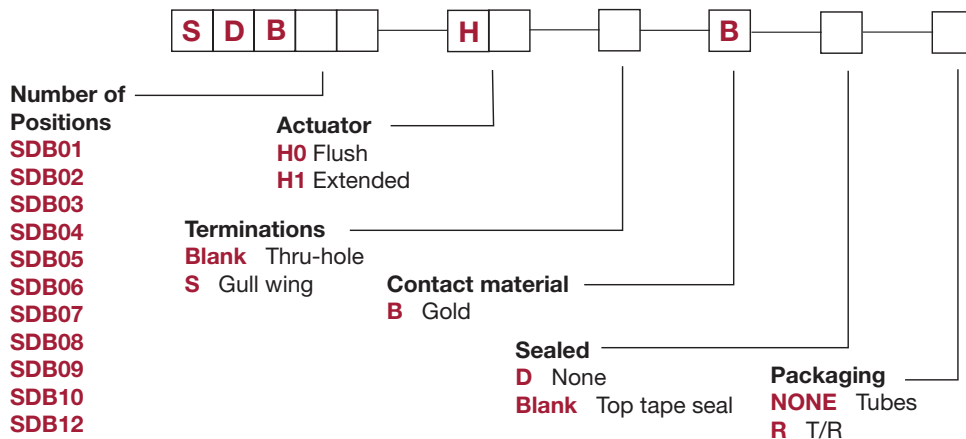 S D B H B
Number of
Positions
SDB01
SDB02
SDB03
SDB04
SDB05
SDB06
SDB07
SDB08
SDB09
SDB10
SDB12
Actuator
H0 Flush
H1 Extended
Terminations
Blank Thru-hole
S Gull wing
Contact material
B Gold
Sealed
D None
Blank Top tape seal
Packaging
NONE Tubes
R T/R